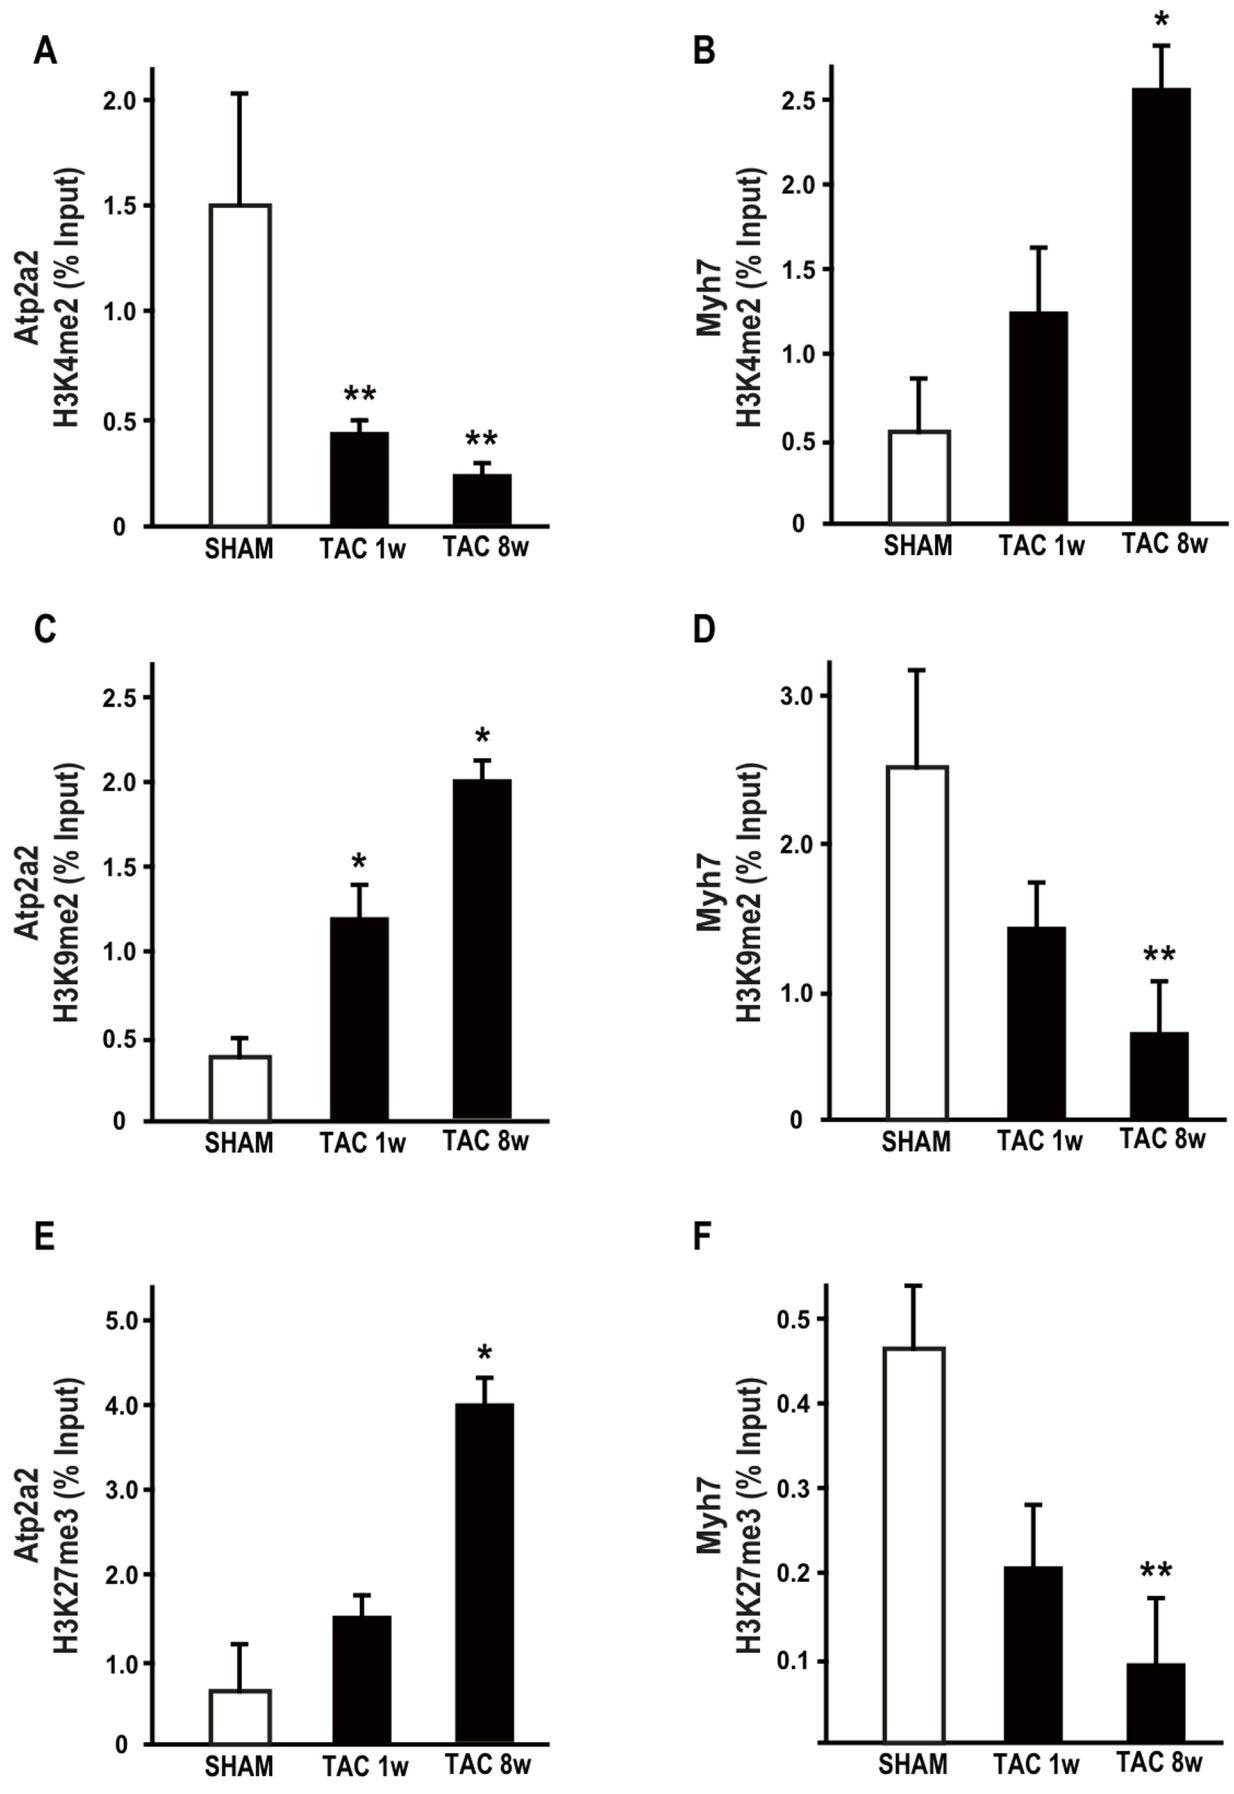 A
Atp2a2
H3K4me2 (% Input)
2.0
1.5
1.0
0.5
0
**
**
SHAM
TAC 1w
TAC 8w
B
Myh7
H3K4me2 (% Input)
2.5
2.0
1.5
1.0
0.5
0
*
SHAM
TAC 1w
TAC 8w
C
Atp2a2
H3K9me2 (% Input)
2.5
2.0
1.5
1.0
0.5
0
*
*
SHAM
TAC 1w
TAC 8w
D
Myh7
H3K9me2 (% Input)
3.0
2.0
1.0
0
**
SHAM
TAC 1w
TAC 8w
E
Atp2a2
H3K27me3 (% Input)
5.0
4.0
3.0
2.0
1.0
0
*
SHAM
TAC 1w
TAC 8w
F
Myh7
H3K27me3 (% Input)
0.5
0.4
0.3
0.2
0.1
**
SHAM
TAC 1w
TAC 8w